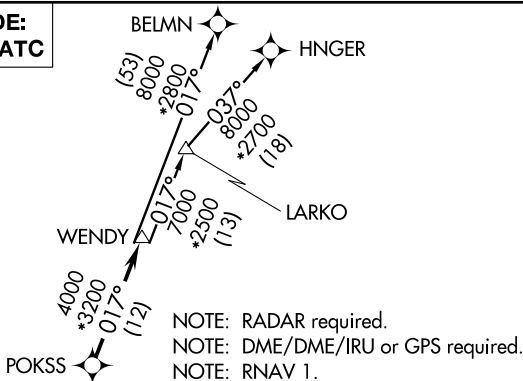 DE:
ATC
BELMN
HNGER
(53)
8000
*2800
017°
037°
8000
*2700
(18)
LARKO
017°
7000
*2500
(13)
WENDY
4000
*3200
017°
(12)
POKSS
NOTE: RADAR required.
NOTE: DME/DME/IRU or GPS required.
NOTE: RNAV 1.